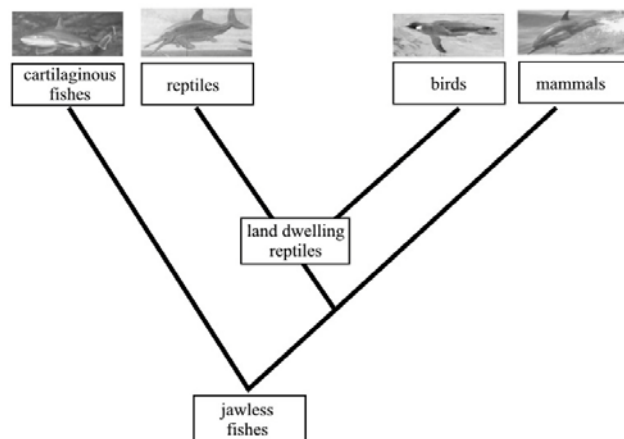 cartilaginous
fishes
reptiles
birds
mammals
land dwelling
reptiles
jawless
fishes